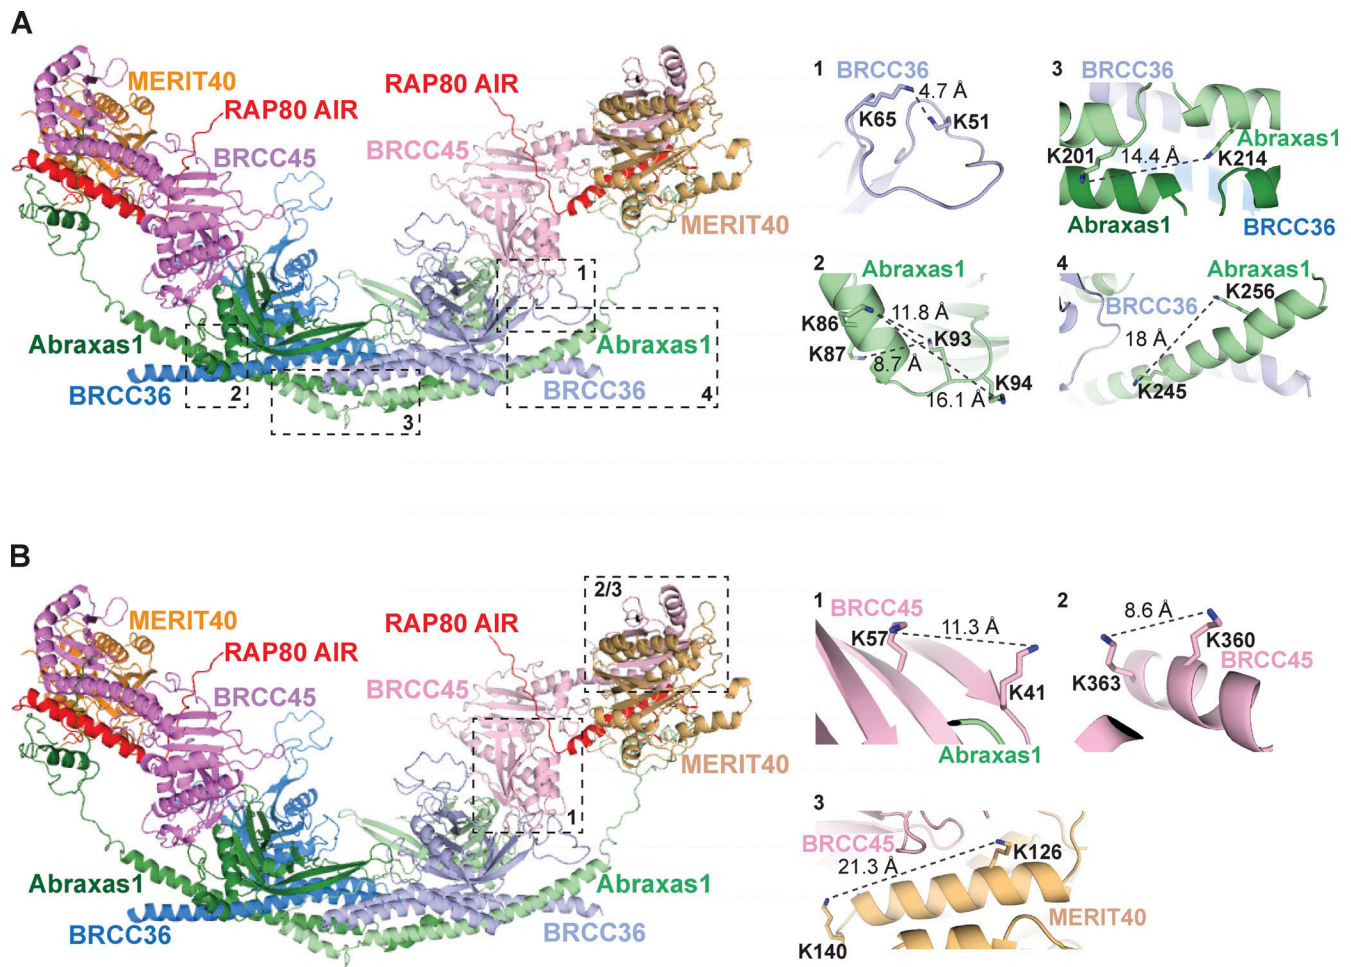 A
MERIT40
RAP80 AIR
BRCC45
Abraxas1
BRCC36
2
3
RAP80 AIR
BRCC45
MERIT40
1
Abraxas1
BRCC36
4
1
BRCC36
4.7 Å
K65
K51
3
BRCC36
Abraxas1
K201
14.4 Å
K214
Abraxas1
BRCC36
2
Abraxas1
K86
11.8 Å
K93
K87
8.7 Å
K94
16.1 Å
4
Abraxas1
BRCC36
K256
18 Å
K245
B
MERIT40
RAP80 AIR
BRCC45
Abraxas1
BRCC36
2/3
RAP80 AIR
BRCC45
MERIT40
1
Abraxas1
BRCC36
1
BRCC45
K57
11.3 Å
K41
Abraxas1
2
8.6 Å
K360
BRCC45
K363
3
BRCC45
21.3 Å
K126
MERIT40
K140